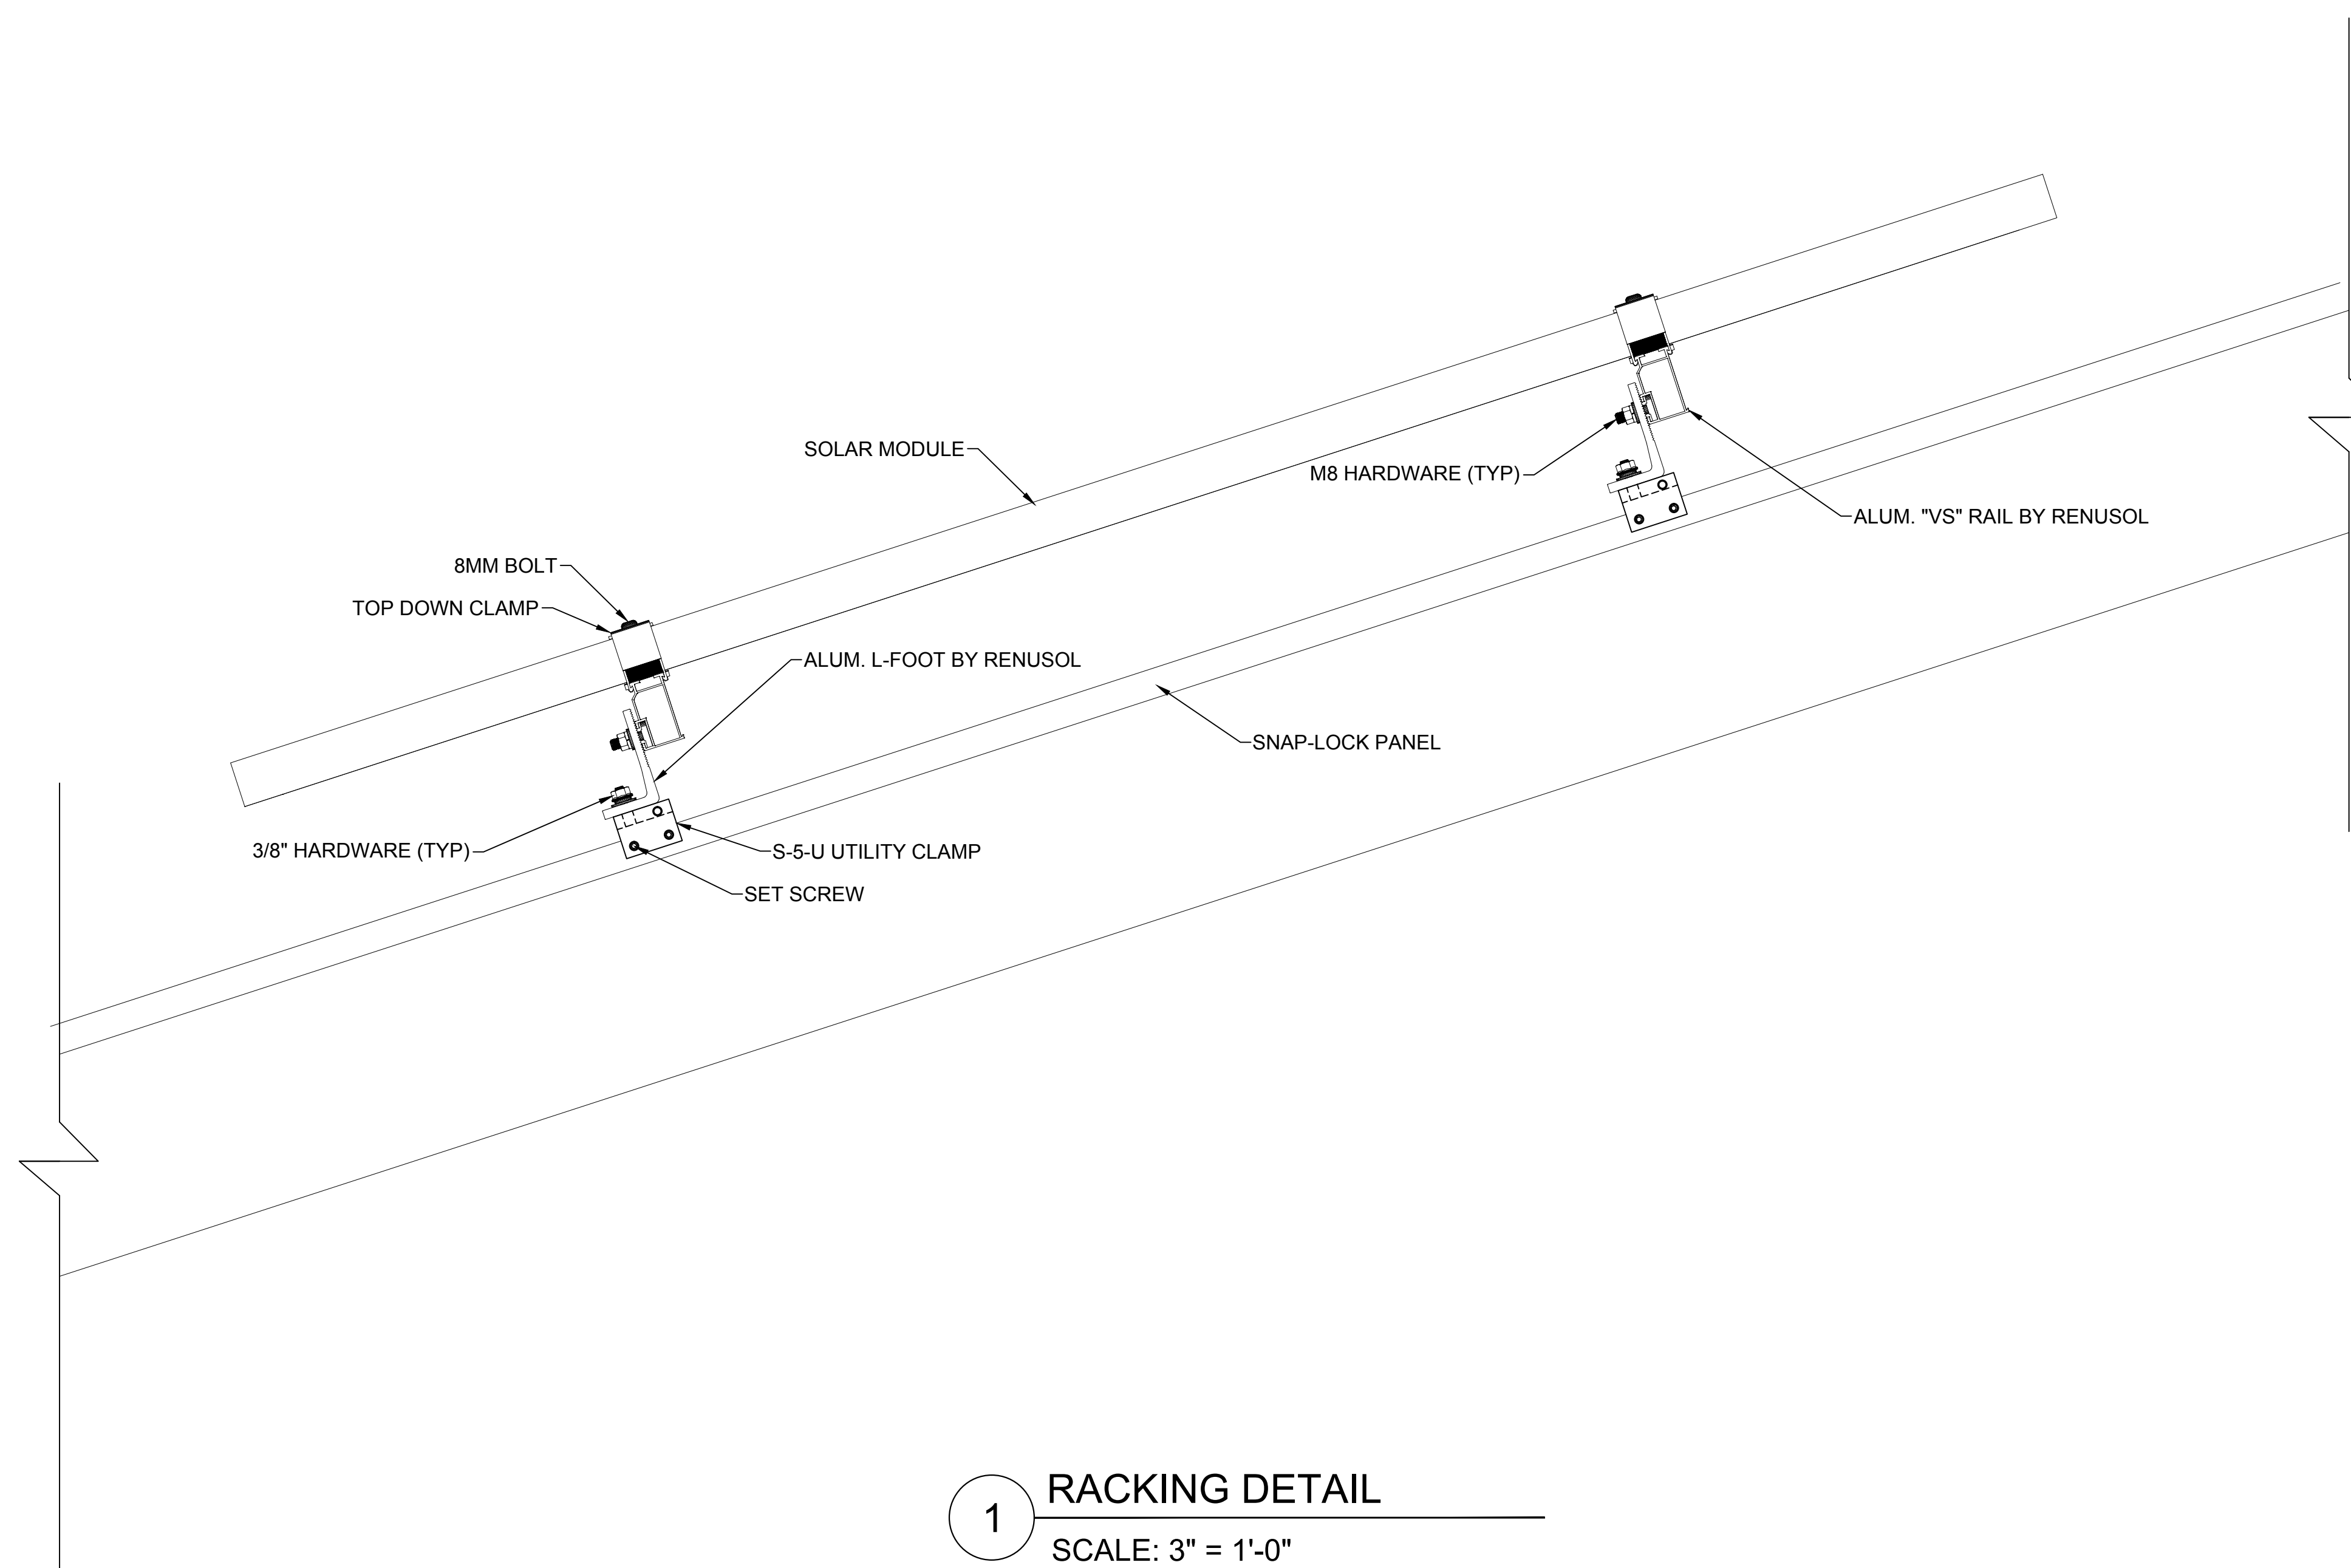 SOLAR MODULE
M8 HARDWARE (TYP)
ALUM. "VS" RAIL BY RENUSOL
8MM BOLT
TOP DOWN CLAMP
ALUM. L-FOOT BY RENUSOL
SNAP-LOCK PANEL
3/8" HARDWARE (TYP)
S-5-U UTILITY CLAMP
SET SCREW
1
RACKING DETAIL
SCALE: 3" = 1'-0"